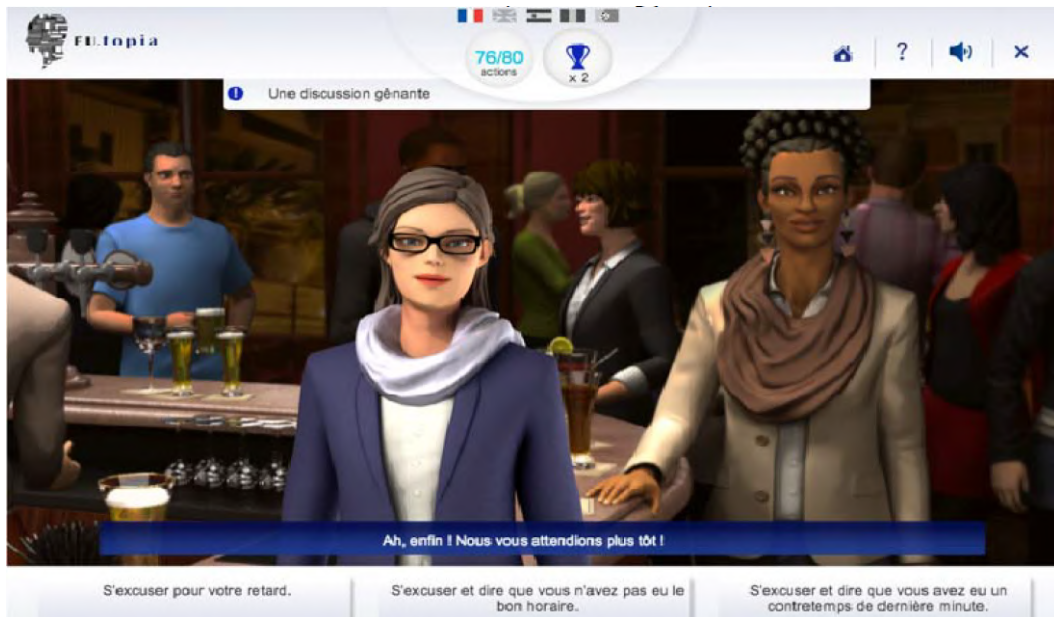 EU.topia
76/80
actions
x 2
?
Une discussion gênante
Ah, enfin ! Nous vous attendions plus tôt !
S'excuser pour votre retard.
S'excuser et dire que vous n'avez pas eu le
bon horaire.
S'excuser et dire que vous avez eu un
contretemps de dernière minute.